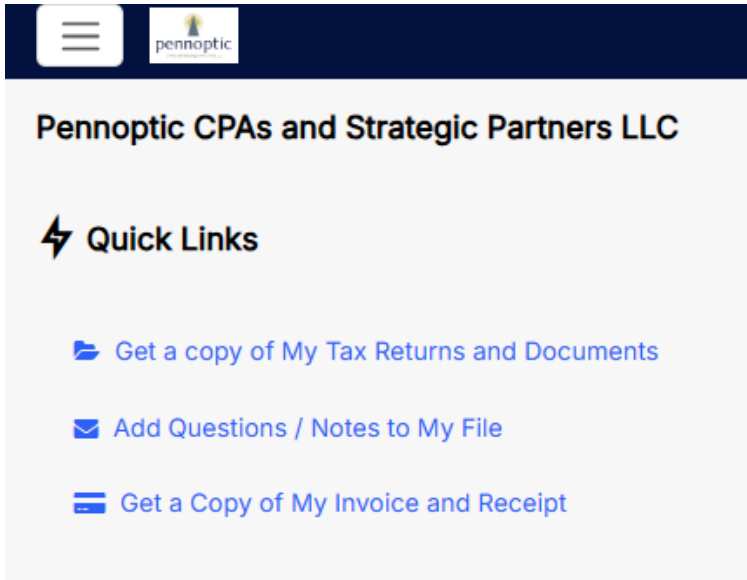 pennoptic
Pennoptic CPAs and Strategic Partners LLC
Quick Links
Get a copy of My Tax Returns and Documents
Add Questions / Notes to My File
Get a Copy of My Invoice and Receipt